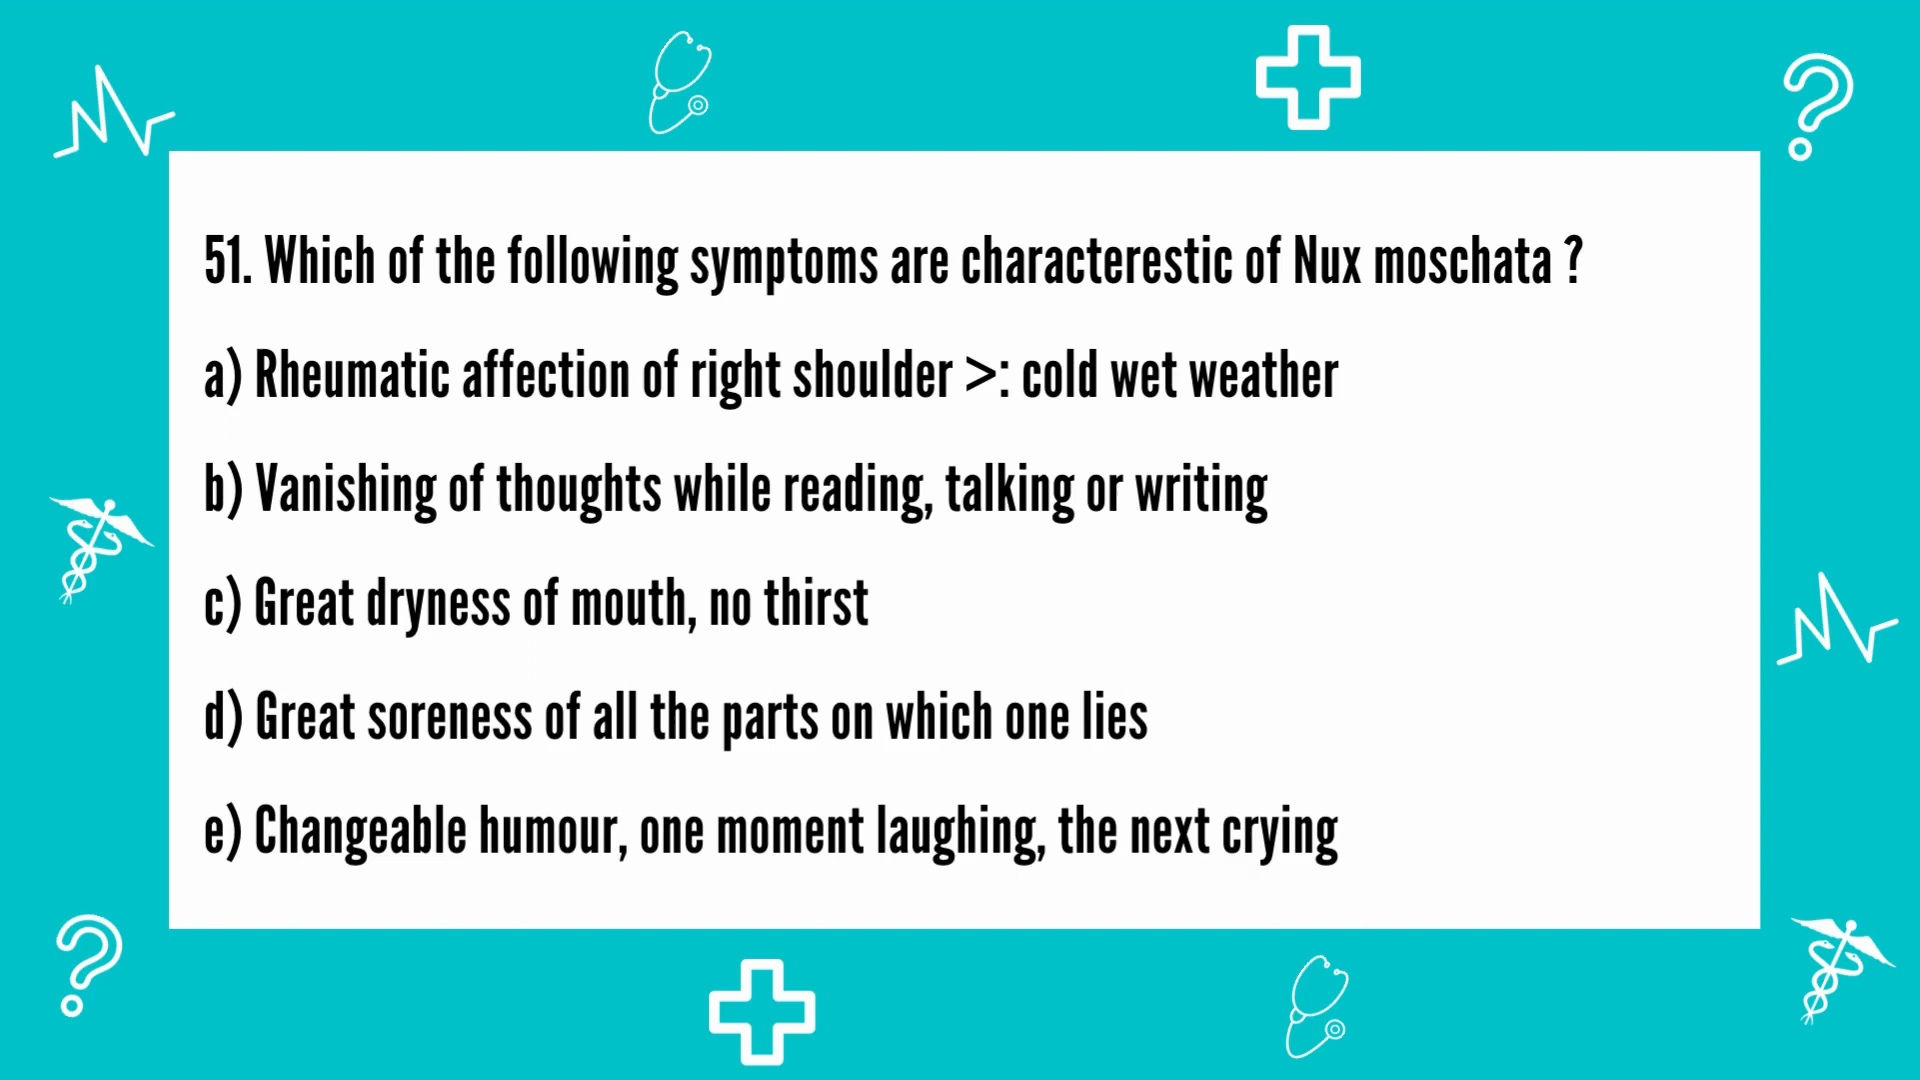 51. Which of the following symptoms are characterestic of Nux moschata ?
a) Rheumatic affection of right shoulder >: cold wet weather
b) Vanishing of thoughts while reading, talking or writing
c) Great dryness of mouth, no thirst
d) Great soreness of all the parts on which one lies
e) Changeable humour, one moment laughing, the next crying